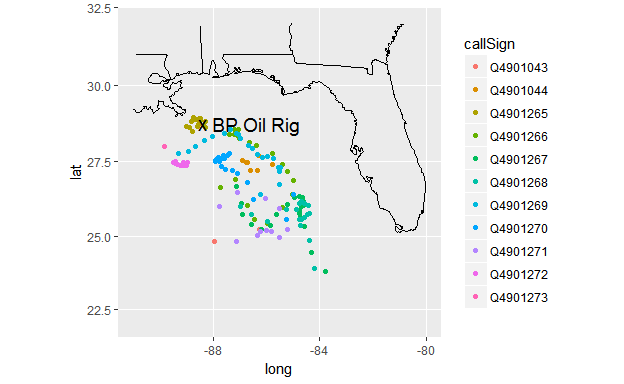 32.5
30.0
27.5
25.0
22.5
lat
-88
-84
-80
long
X BP Oil Rig
callSign
Q4901043
Q4901044
Q4901265
Q4901266
Q4901267
Q4901268
Q4901269
Q4901270
Q4901271
Q4901272
Q4901273